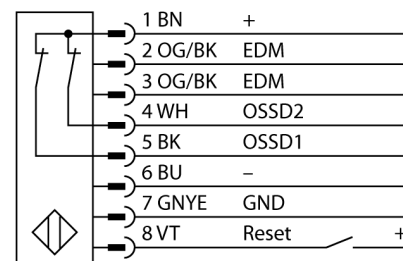 1 BN +
2 OG/BK EDM
3 OG/BK EDM
4 WH OSSD2
5 BK OSSD1
6 BU –
7 GNYE GND
8 VT Reset +